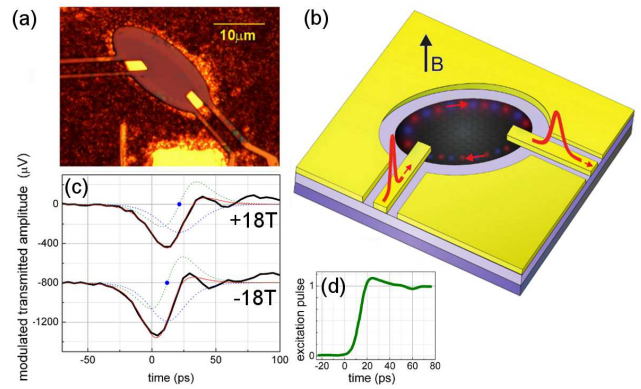 (a)
10μm
(b)
B
(c)
modulated transmitted amplitude (μV)
0
-400
-800
-1200
+18T
-18T
-50
0
50
100
time (ps)
(d)
excitation pulse
1
0
-20
0
20
40
60
80
time (ps)